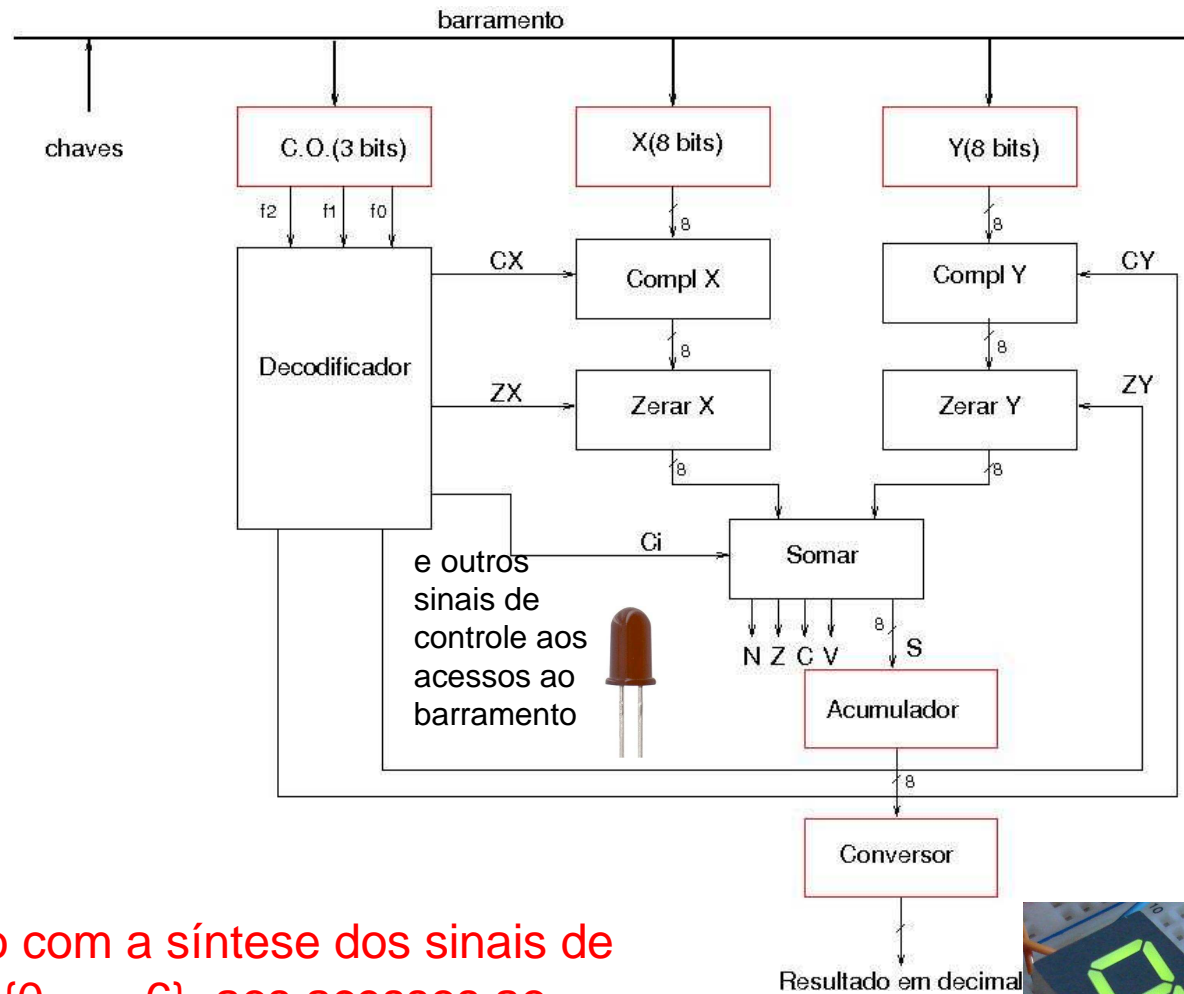 barramento
chaves
C.O.(3 bits)
X(8 bits)
Y(8 bits)
f2 f1 f0
8
8
CX
Compl X
Compl Y
CY
8
8
Decodificador
ZX
Zerar X
Zerar Y
ZY
8
8
Ci
Somar
e outros
sinais de
controle aos
acessos ao
barramento
N Z C V
8
S
Acumulador
8
Conversor
com a síntese dos sinais de
Resultado em decimal
10